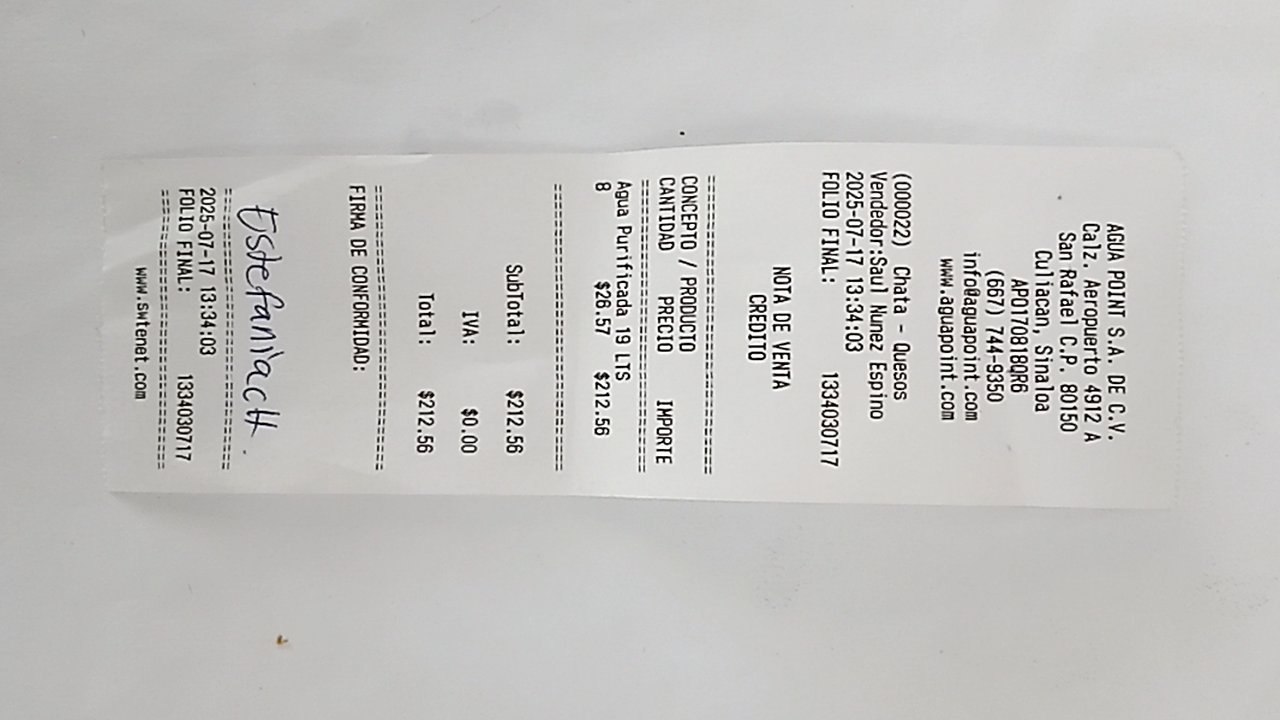 AGUA POINT S.A. DE C.V.
Calz. Aeropuerto 4912 A
San Rafael C.P. 80150
Culiacan, Sinaloa
APO170818QR6
(667) 744-9350
info@aguapoint.com
www.aguapoint.com
(000022) Chata - Quesos
Vendedor:Saul Nunez Espino
2025-07-17 13:34:03
FOLIO FINAL: 1334030717
NOTA DE VENTA
CREDITO
================================
CONCEPTO / PRODUCTO
CANTIDAD PRECIO IMPORTE
================================
Agua Purificada 19 LTS
8 $26.57 $212.56
================================
SubTotal: $212.56
IVA: $0.00
Total: $212.56
================================
FIRMA DE CONFORMIDAD:
Estefania CH.
================================
2025-07-17 13:34:03
FOLIO FINAL: 1334030717
================================
www.swtenet.com